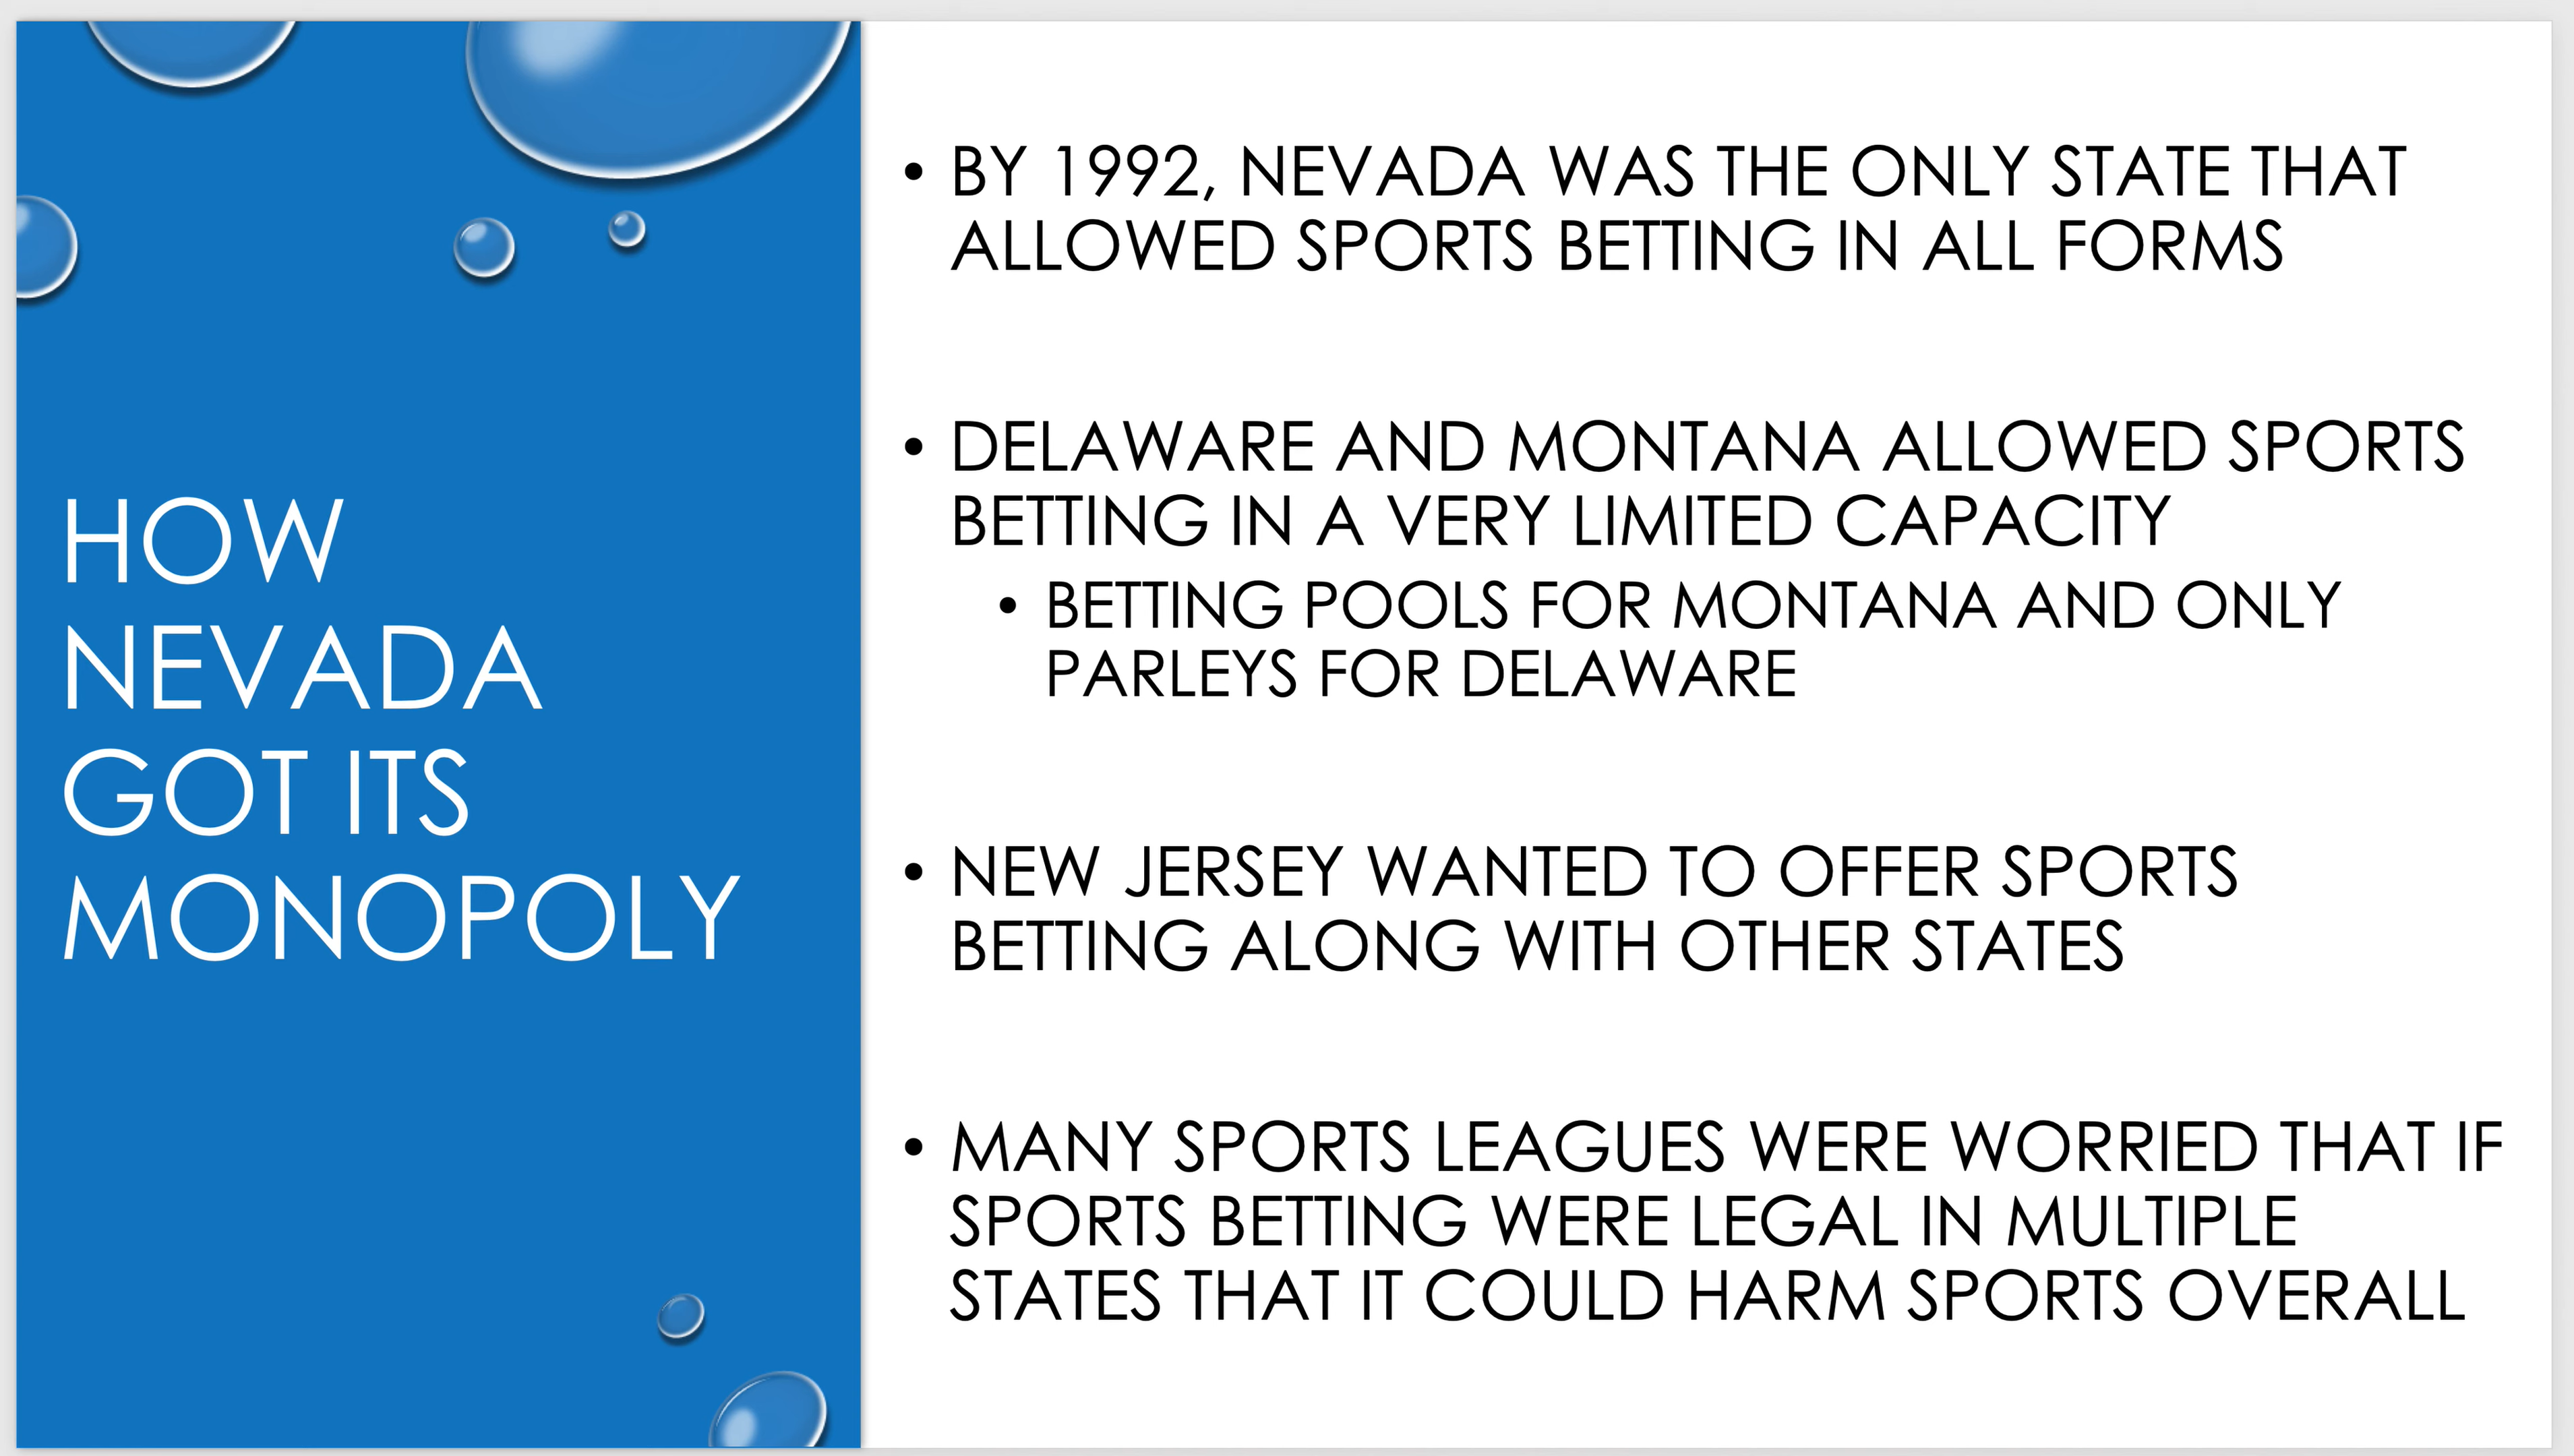 HOW
NEVADA
GOT ITS
MONOPOLY
• BY 1992, NEVADA WAS THE ONLY STATE THAT
ALLOWED SPORTS BETTING IN ALL FORMS
• DELAWARE AND MONTANA ALLOWED SPORTS
BETTING IN A VERY LIMITED CAPACITY
• BETTING POOLS FOR MONTANA AND ONLY
PARLEYS FOR DELAWARE
• NEW JERSEY WANTED TO OFFER SPORTS
BETTING ALONG WITH OTHER STATES
• MANY SPORTS LEAGUES WERE WORRIED THAT IF
SPORTS BETTING WERE LEGAL IN MULTIPLE
STATES THAT IT COULD HARM SPORTS OVERALL